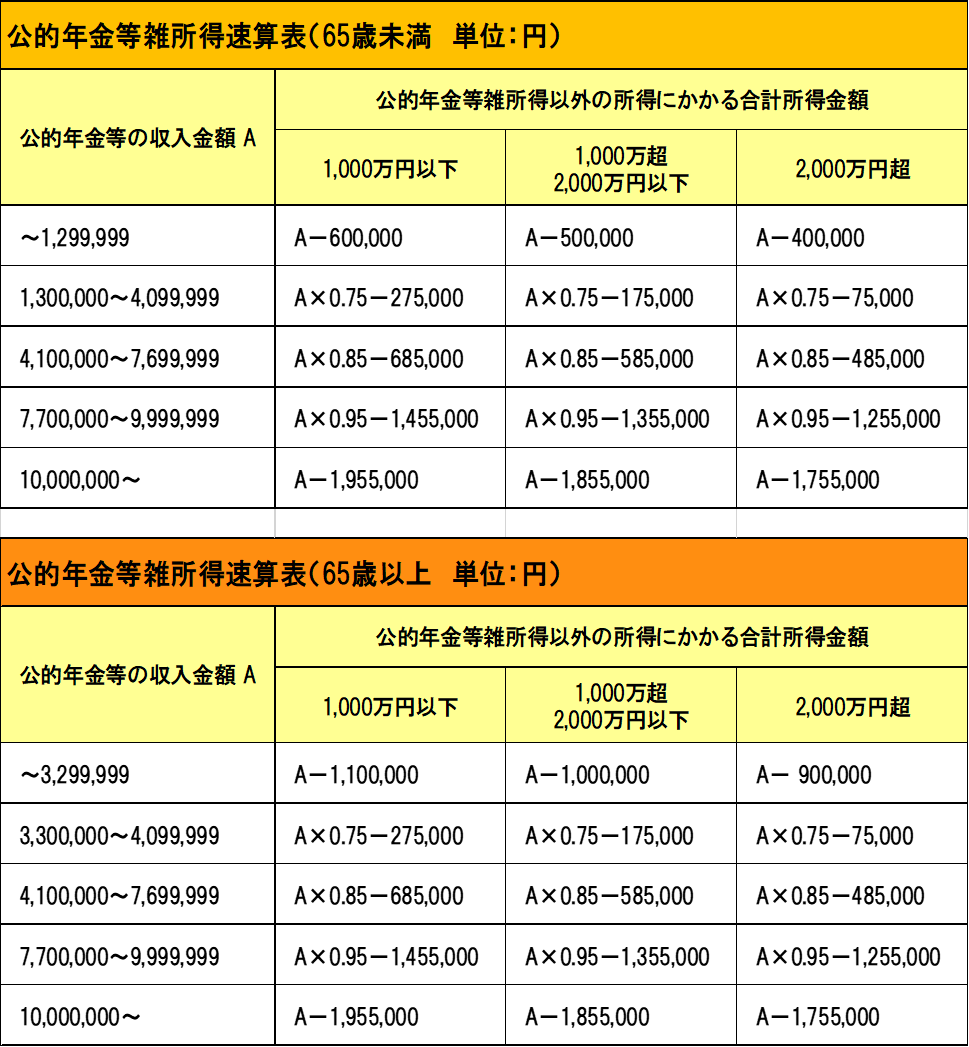 公的年金等雑所得速算表（65歳未満　単位：円）
公的年金等の収入金額 A
公的年金等雑所得以外の所得にかかる合計所得金額
1,000万円以下
1,000万超
2,000万円以下
2,000万円超
～1,299,999
A－600,000
A－500,000
A－400,000
1,300,000～4,099,999
A×0.75－275,000
A×0.75－175,000
A×0.75－75,000
4,100,000～7,699,999
A×0.85－685,000
A×0.85－585,000
A×0.85－485,000
7,700,000～9,999,999
A×0.95－1,455,000
A×0.95－1,355,000
A×0.95－1,255,000
10,000,000～
A－1,955,000
A－1,855,000
A－1,755,000
公的年金等雑所得速算表（65歳以上　単位：円）
公的年金等の収入金額 A
公的年金等雑所得以外の所得にかかる合計所得金額
1,000万円以下
1,000万超
2,000万円以下
2,000万円超
～3,299,999
A－1,100,000
A－1,000,000
A－ 900,000
3,300,000～4,099,999
A×0.75－275,000
A×0.75－175,000
A×0.75－75,000
4,100,000～7,699,999
A×0.85－685,000
A×0.85－585,000
A×0.85－485,000
7,700,000～9,999,999
A×0.95－1,455,000
A×0.95－1,355,000
A×0.95－1,255,000
10,000,000～
A－1,955,000
A－1,855,000
A－1,755,000